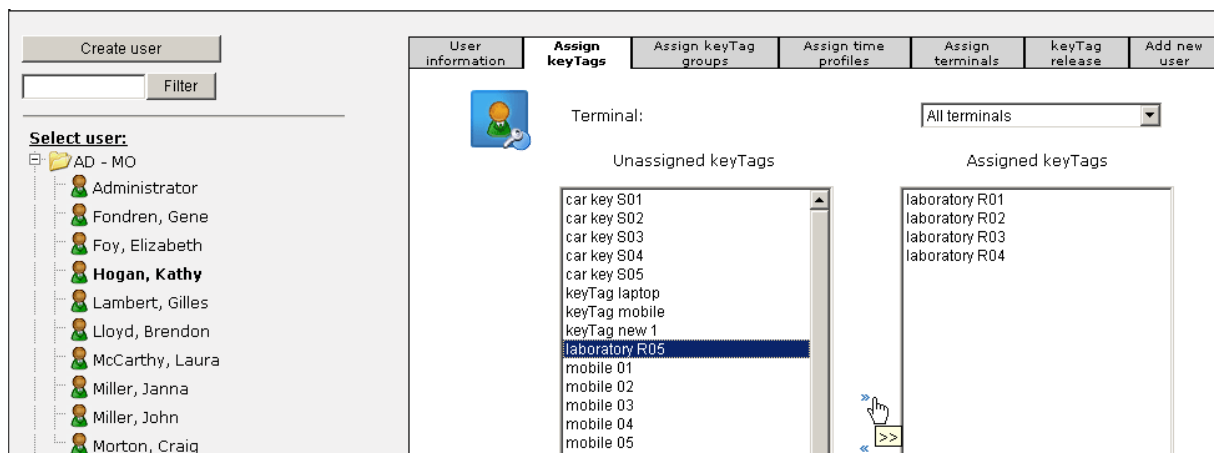 Create user
Filter
Select user:
AD - MO
Administrator
Fondren, Gene
Foy, Elizabeth
Hogan, Kathy
Lambert, Gilles
Lloyd, Brendon
McCarthy, Laura
Miller, Janna
Miller, John
Morton, Craig
User information
Assign keyTags
Assign keyTag groups
Assign time profiles
Assign terminals
keyTag release
Add new user
Terminal:
All terminals
Unassigned keyTags
car key S01
car key S02
car key S03
car key S04
car key S05
keyTag laptop
keyTag mobile
keyTag new 1
laboratory R05
mobile 01
mobile 02
mobile 03
mobile 04
mobile 05
»
>>
«
Assigned keyTags
laboratory R01
laboratory R02
laboratory R03
laboratory R04